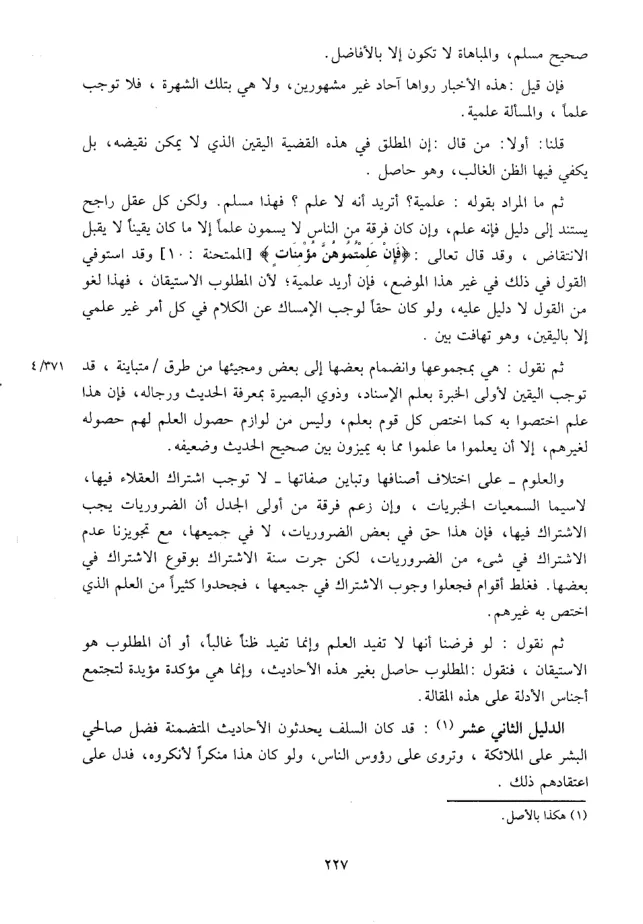 صحيح مسلم، والمباهاة لا تكون إلا بالأفاضل.
فإن قيل :هذه الأخبار رواها آحاد غير مشهورين، ولا هي بتلك الشهرة ، فلا توجب
علماً ، والمسألة علمية.
قلنا: أولا: من قال :إن المطلق في هذه القضية اليقين الذي لا يمكن نقيضه، بل
يكفي فيها الظن الغالب، وهو حاصل .
ثم ما المراد بقوله : علمية؟ أتريد أنه لا علم ؟ فهذا مسلم. ولكن كل عقل راجح
يستند إلى دليل فإنه علم، وإن كان فرقة من الناس لا يسمون علماً إلا ما كان يقيناً لا يقبل
الانتقاض ، وقد قال تعالى :﴿فَإِنْ عَلِمْتُمُوهُنَّ مُؤْمِنَاتٍ ﴾ [الممتحنة : ١٠] وقد استوفي
القول في ذلك في غير هذا الموضع، فإن أريد علمية؛ لأن المطلوب الاستيقان ، فهذا لغو
من القول لا دليل عليه، ولو كان حقاً لوجب الإمساك عن الكلام في كل أمر غير علمي
إلا باليقين، وهو تهافت بين .
ثم نقول : هي بمجموعها وانضمام بعضها إلى بعض ومجيئها من طرق /متباينة ، قد ٤/٣٧١
توجب اليقين لأولى الخبرة بعلم الإسناد، وذوي البصيرة بمعرفة الحديث ورجاله، فإن هذا
علم اختصوا به كما اختص كل قوم بعلم، وليس من لوازم حصول العلم لهم حصوله
لغيرهم، إلا أن يعلموا ما علموا مما به يميزون بين صحيح الحديث وضعيفه.
والعلوم ـ على اختلاف أصنافها وتباين صفاتها ـ لا توجب اشتراك العقلاء فيها،
لاسيما السمعيات الخبريات ، وإن زعم فرقة من أولى الجدل أن الضروريات يجب
الاشتراك فيها، فإن هذا حق في بعض الضروريات، لا في جميعها، مع تجويزنا عدم
الاشتراك في شىء من الضروريات، لكن جرت سنة الاشتراك بوقوع الاشتراك في
بعضها. فغلط أقوام فجعلوا وجوب الاشتراك في جميعها ، فجحدوا كثيراً من العلم الذي
اختص به غيرهم.
ثم نقول : لو فرضنا أنها لا تفيد العلم وإنما تفيد ظناً غالباً، أو أن المطلوب هو
الاستيقان ، فنقول :المطلوب حاصل بغير هذه الأحاديث، وإنما هي مؤكدة مؤيدة لتجتمع
أجناس الأدلة على هذه المقالة.
الدليل الثاني عشر (١) : قد كان السلف يحدثون الأحاديث المتضمنة فضل صالحي
البشر على الملائكة ، وتروى على رؤوس الناس، ولو كان هذا منكراً لأنكروه، فدل على
اعتقادهم ذلك .
(١) هكذا بالأصل.
٢٢٧